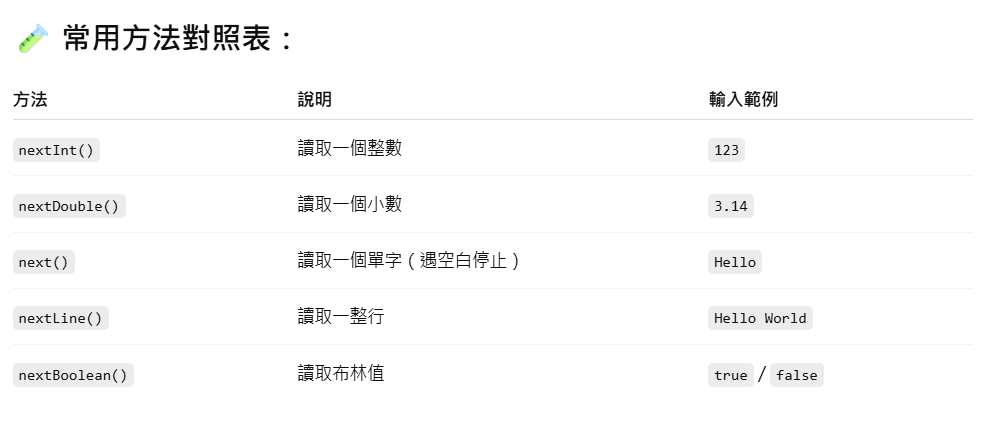 🧪 常用方法對照表：
方法 說明 輸入範例
nextInt() 讀取一個整數 123
nextDouble() 讀取一個小數 3.14
next() 讀取一個單字（遇空白停止） Hello
nextLine() 讀取一整行 Hello World
nextBoolean() 讀取布林值 true / false